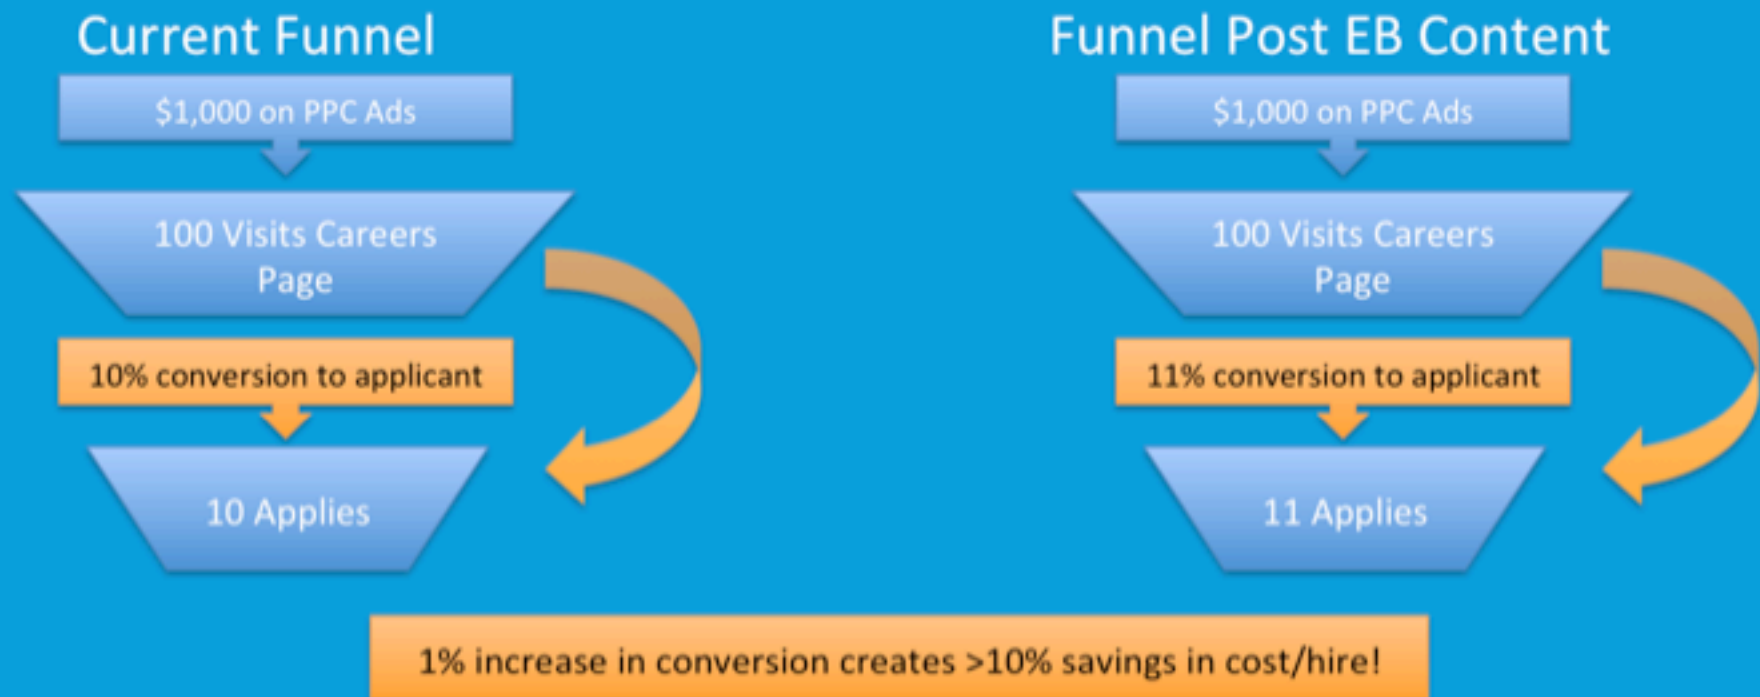 Current Funnel
$1,000 on PPC Ads
100 Visits Careers
Page
10% conversion to applicant
10 Applies
Funnel Post EB Content
$1,000 on PPC Ads
100 Visits Careers
Page
11% conversion to applicant
11 Applies
1% increase in conversion creates >10% savings in cost/hire!